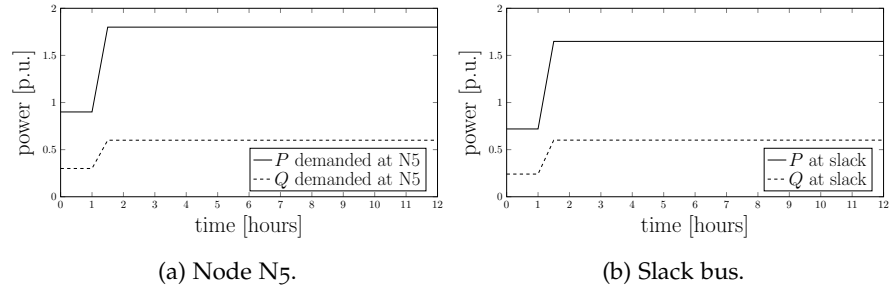 2
1.5
1
0.5
0
power [p.u.]
0 1 2 3 4 5 6 7 8 9 10 11 12
time [hours]
P demanded at N5
Q demanded at N5
(a) Node N5.
2
1.5
1
0.5
0
power [p.u.]
0 1 2 3 4 5 6 7 8 9 10 11 12
time [hours]
P at slack
Q at slack
(b) Slack bus.